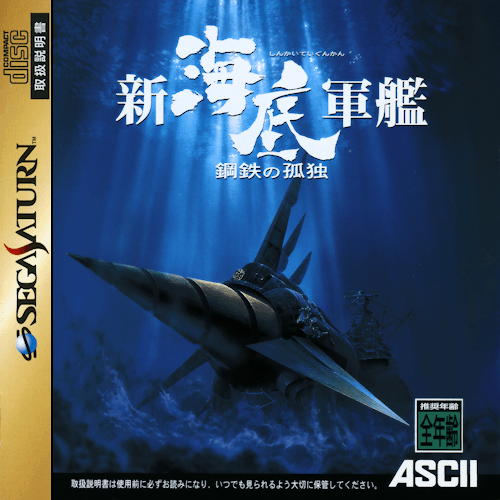 COMPACT
disc
取扱説明書
SEGA SATURN™
しんかいていぐんかん
新海底軍艦
鋼鉄の孤独
推奨年齢
全年齢
取扱説明書は使用前に必ずお読みになり、いつでも見られるよう大切に保管してください。
ASCII